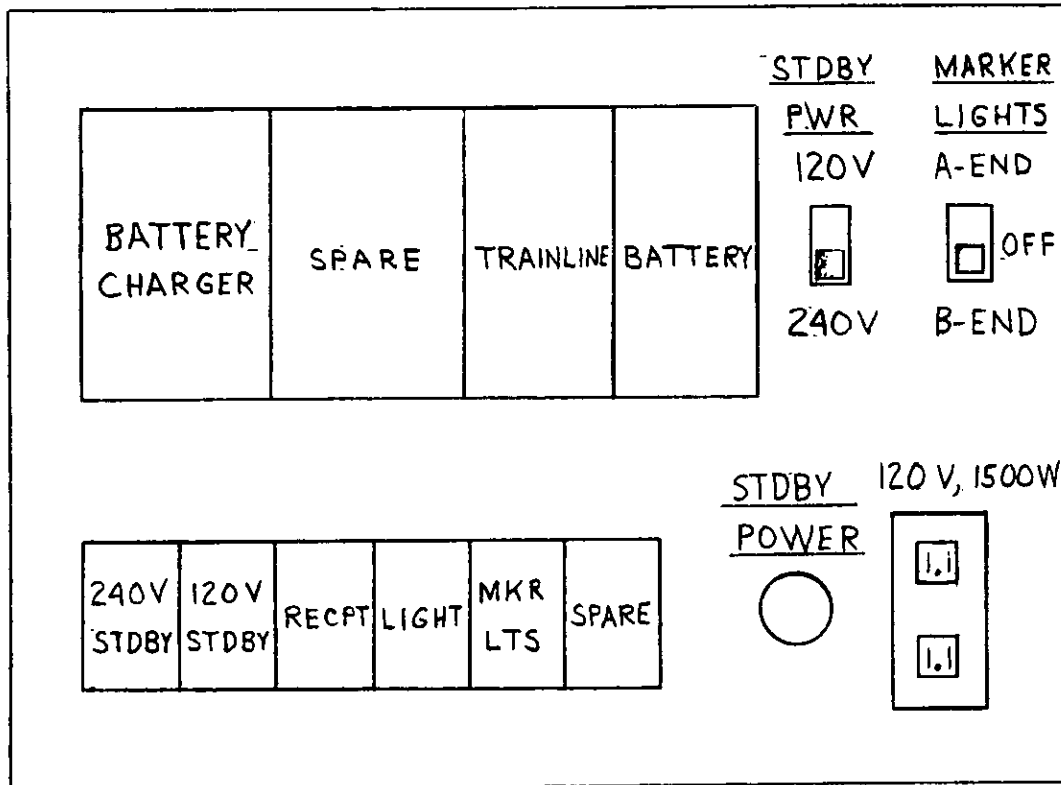 STDBY MARKER
PWR LIGHTS
120V A-END
OFF
240V B-END
BATTERY
CHARGER
SPARE
TRAINLINE
BATTERY
STDBY
POWER
120V, 1500W
240V
STDBY
120V
STDBY
RECPT
LIGHT
MKR
LTS
SPARE